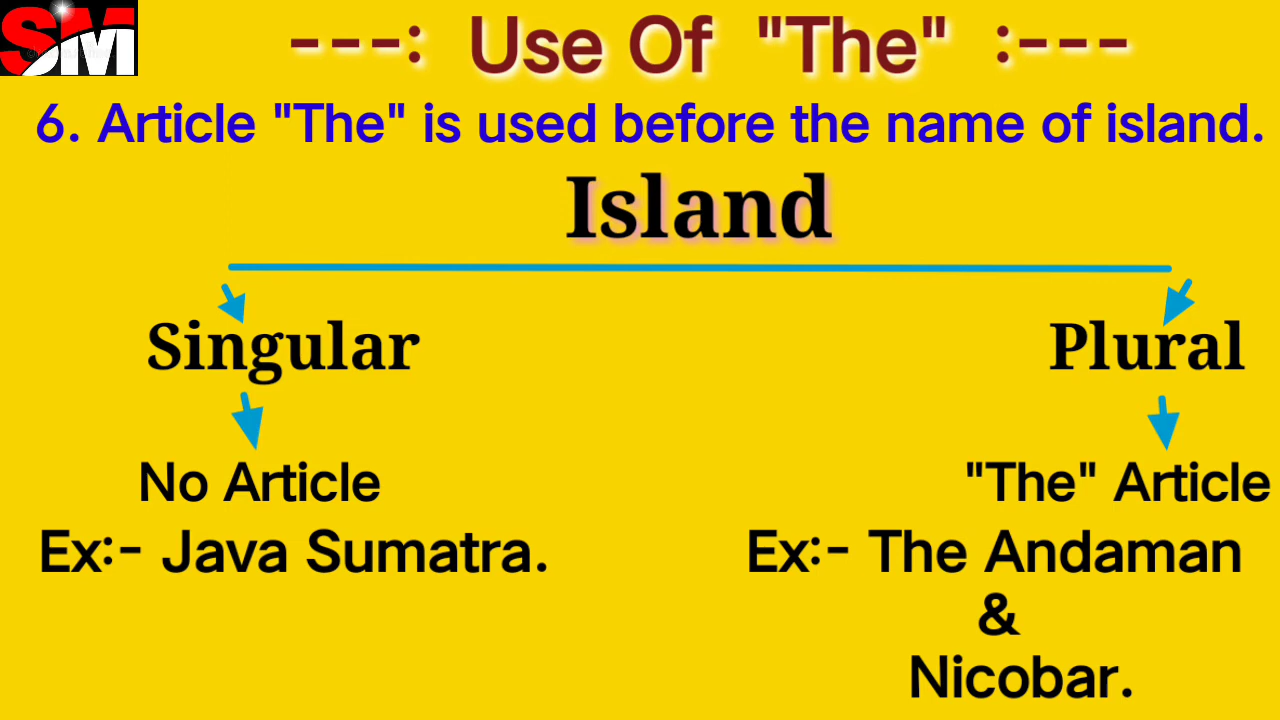 SM
---: Use Of "The" :---
6. Article "The" is used before the name of island.
Island
Singular
Plural
No Article
"The" Article
Ex:- Java Sumatra.
Ex:- The Andaman
&
Nicobar.